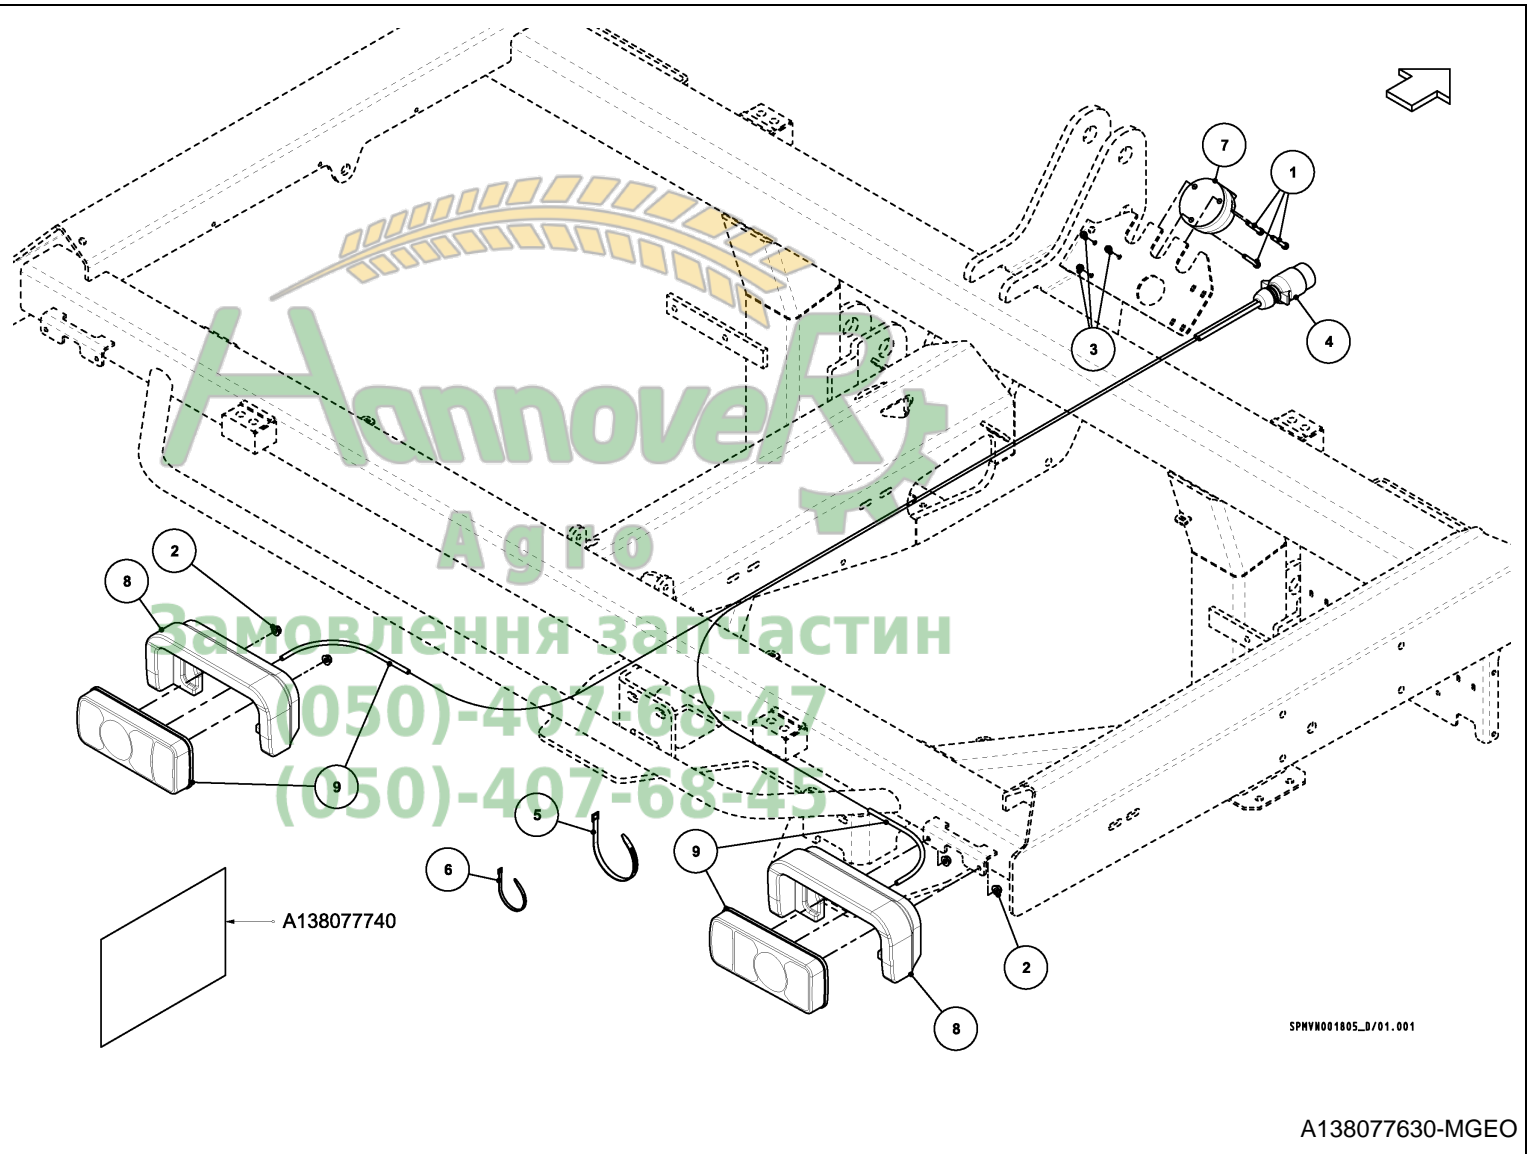 7
1
3
4
HannoveR
Agro
2
8
Замовлення запчастин
(050)-407-68-47
9
(050)-407-68-45
5
9
6
A138077740
2
8
SPMVN001805_D/01.001
A138077630-MGEO